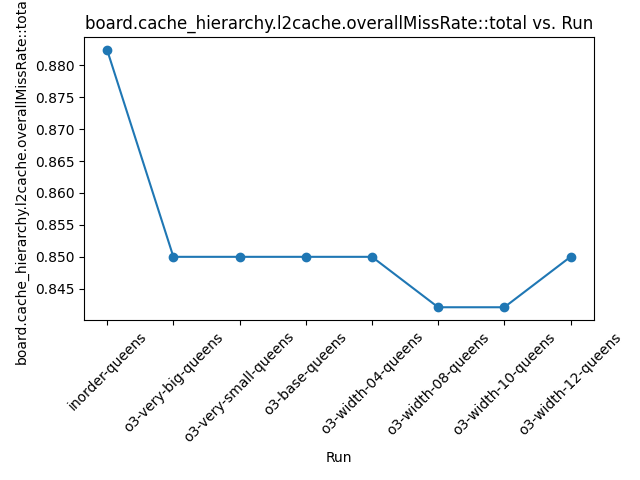 board.cache_hierarchy.l2cache.overallMissRate::total vs. Run
board.cache_hierarchy.l2cache.overallMissRate::tota
0.880
0.875
0.870
0.865
0.860
0.855
0.850
0.845
inorder-queens
o3-very-big-queens
o3-very-small-queens
o3-base-queens
o3-width-04-queens
o3-width-08-queens
o3-width-10-queens
o3-width-12-queens
Run